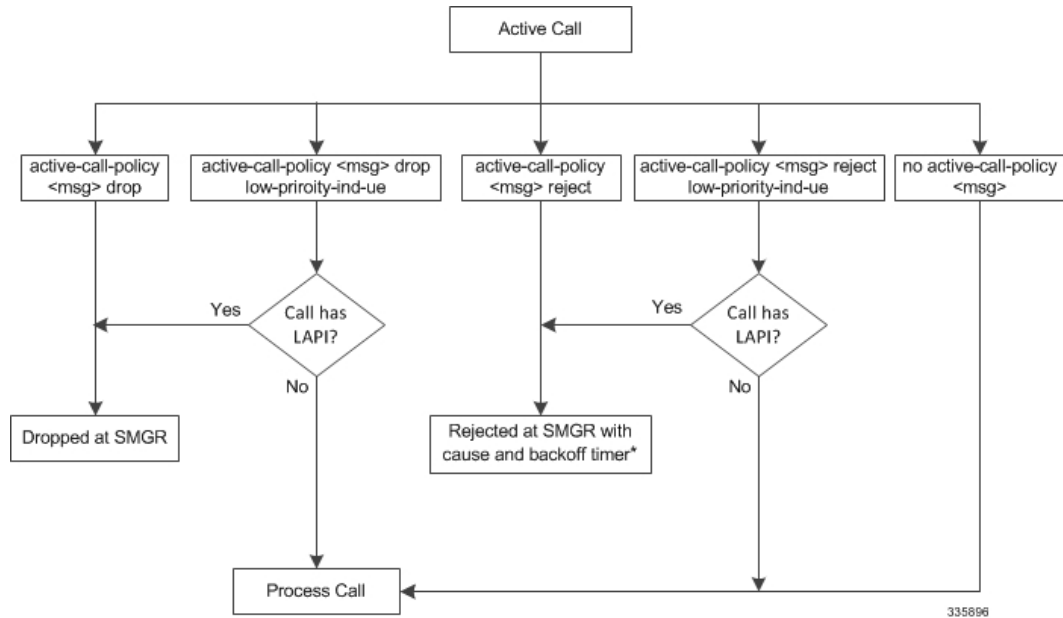 Active Call
active-call-policy
<msg> drop
active-call-policy <msg> drop
low-priroity-ind-ue
active-call-policy
<msg> reject
active-call-policy <msg> reject
low-priority-ind-ue
no active-call-policy
<msg>
Yes
Call has
LAPI?
No
Yes
Call has
LAPI?
No
Dropped at SMGR
Rejected at SMGR with
cause and backoff timer*
Process Call
335896